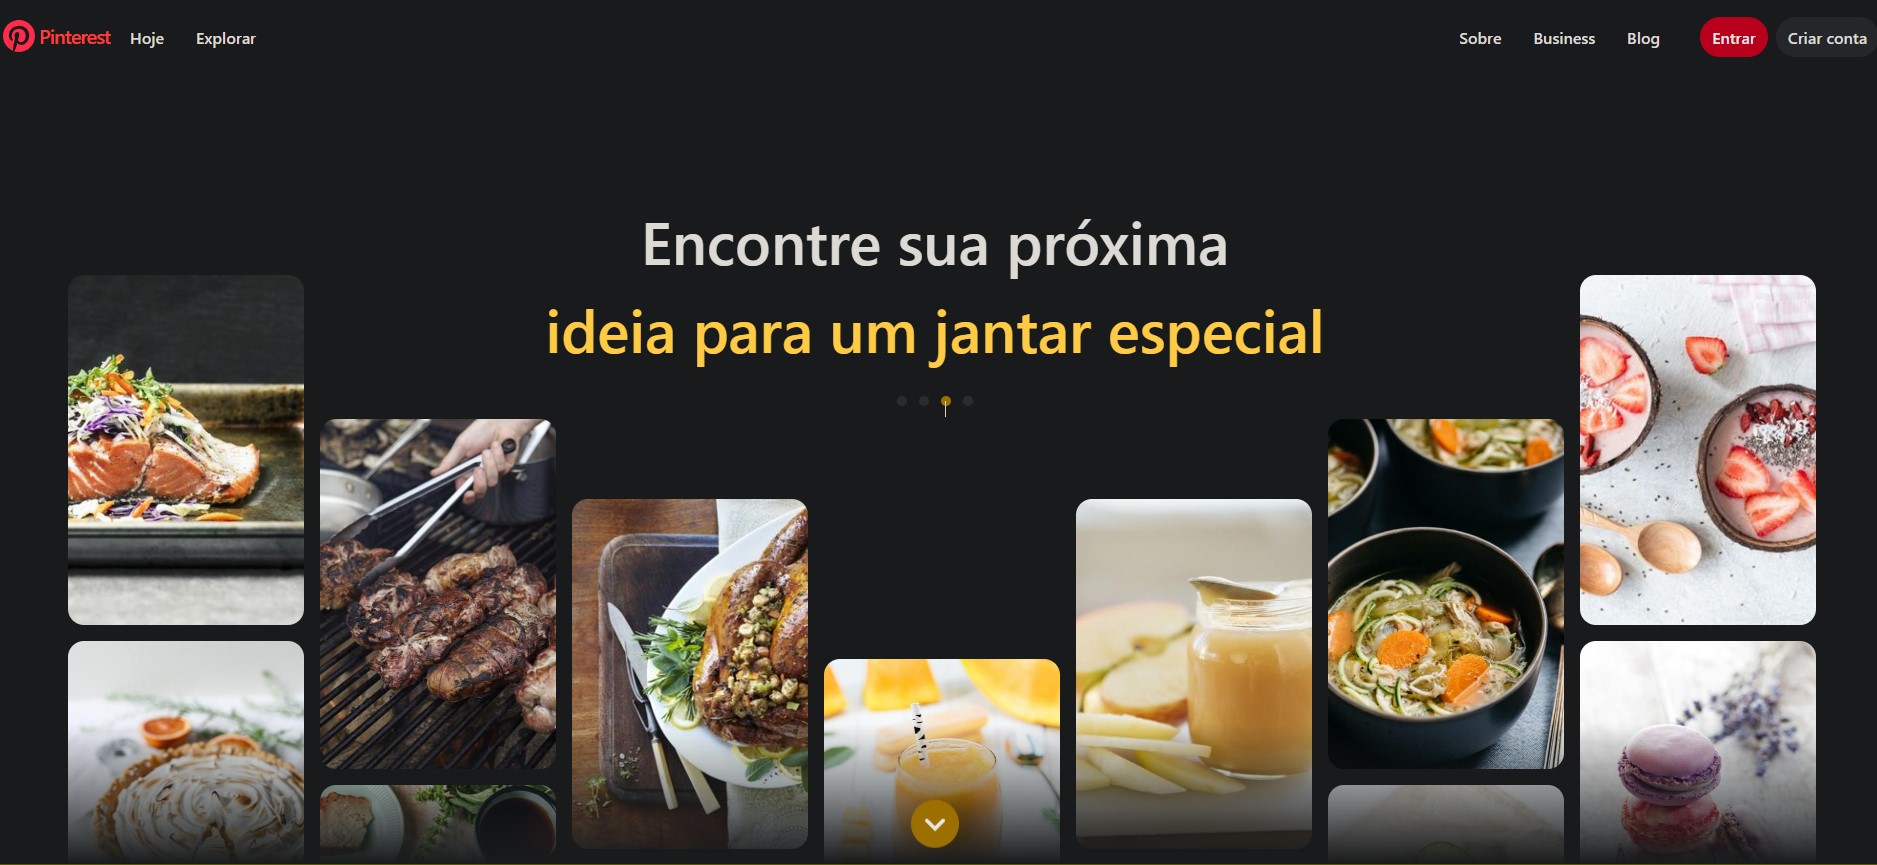 Pinterest
Hoje
Explorar
Sobre
Business
Blog
Entrar
Criar conta
Encontre sua próxima
ideia para um jantar especial